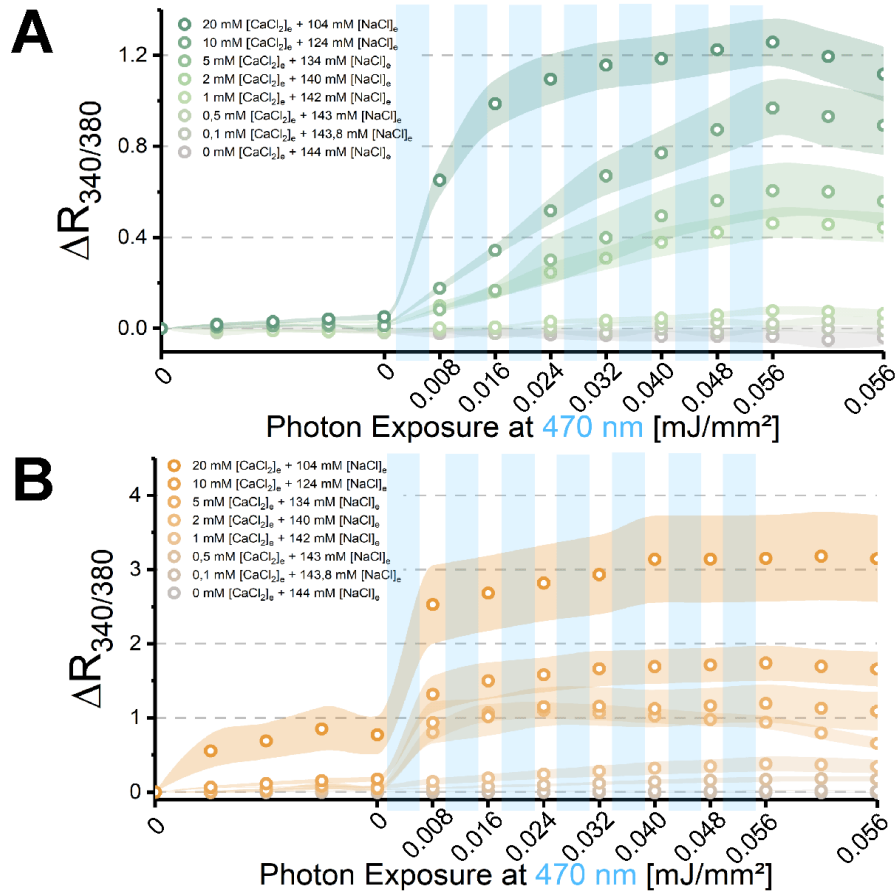 A
20 mM [CaCl₂]ₑ + 104 mM [NaCl]ₑ
10 mM [CaCl₂]ₑ + 124 mM [NaCl]ₑ
5 mM [CaCl₂]ₑ + 134 mM [NaCl]ₑ
2 mM [CaCl₂]ₑ + 140 mM [NaCl]ₑ
1 mM [CaCl₂]ₑ + 142 mM [NaCl]ₑ
0,5 mM [CaCl₂]ₑ + 143 mM [NaCl]ₑ
0,1 mM [CaCl₂]ₑ + 143,8 mM [NaCl]ₑ
0 mM [CaCl₂]ₑ + 144 mM [NaCl]ₑ
1.2
0.8
0.4
0.0
ΔR340/380
0 0 0.008 0.016 0.024 0.032 0.040 0.048 0.056 0.056
Photon Exposure at 470 nm [mJ/mm²]
B
20 mM [CaCl₂]ₑ + 104 mM [NaCl]ₑ
10 mM [CaCl₂]ₑ + 124 mM [NaCl]ₑ
5 mM [CaCl₂]ₑ + 134 mM [NaCl]ₑ
2 mM [CaCl₂]ₑ + 140 mM [NaCl]ₑ
1 mM [CaCl₂]ₑ + 142 mM [NaCl]ₑ
0,5 mM [CaCl₂]ₑ + 143 mM [NaCl]ₑ
0,1 mM [CaCl₂]ₑ + 143,8 mM [NaCl]ₑ
0 mM [CaCl₂]ₑ + 144 mM [NaCl]ₑ
4
3
2
1
0
ΔR340/380
0 0 0.008 0.016 0.024 0.032 0.040 0.048 0.056 0.056
Photon Exposure at 470 nm [mJ/mm²]